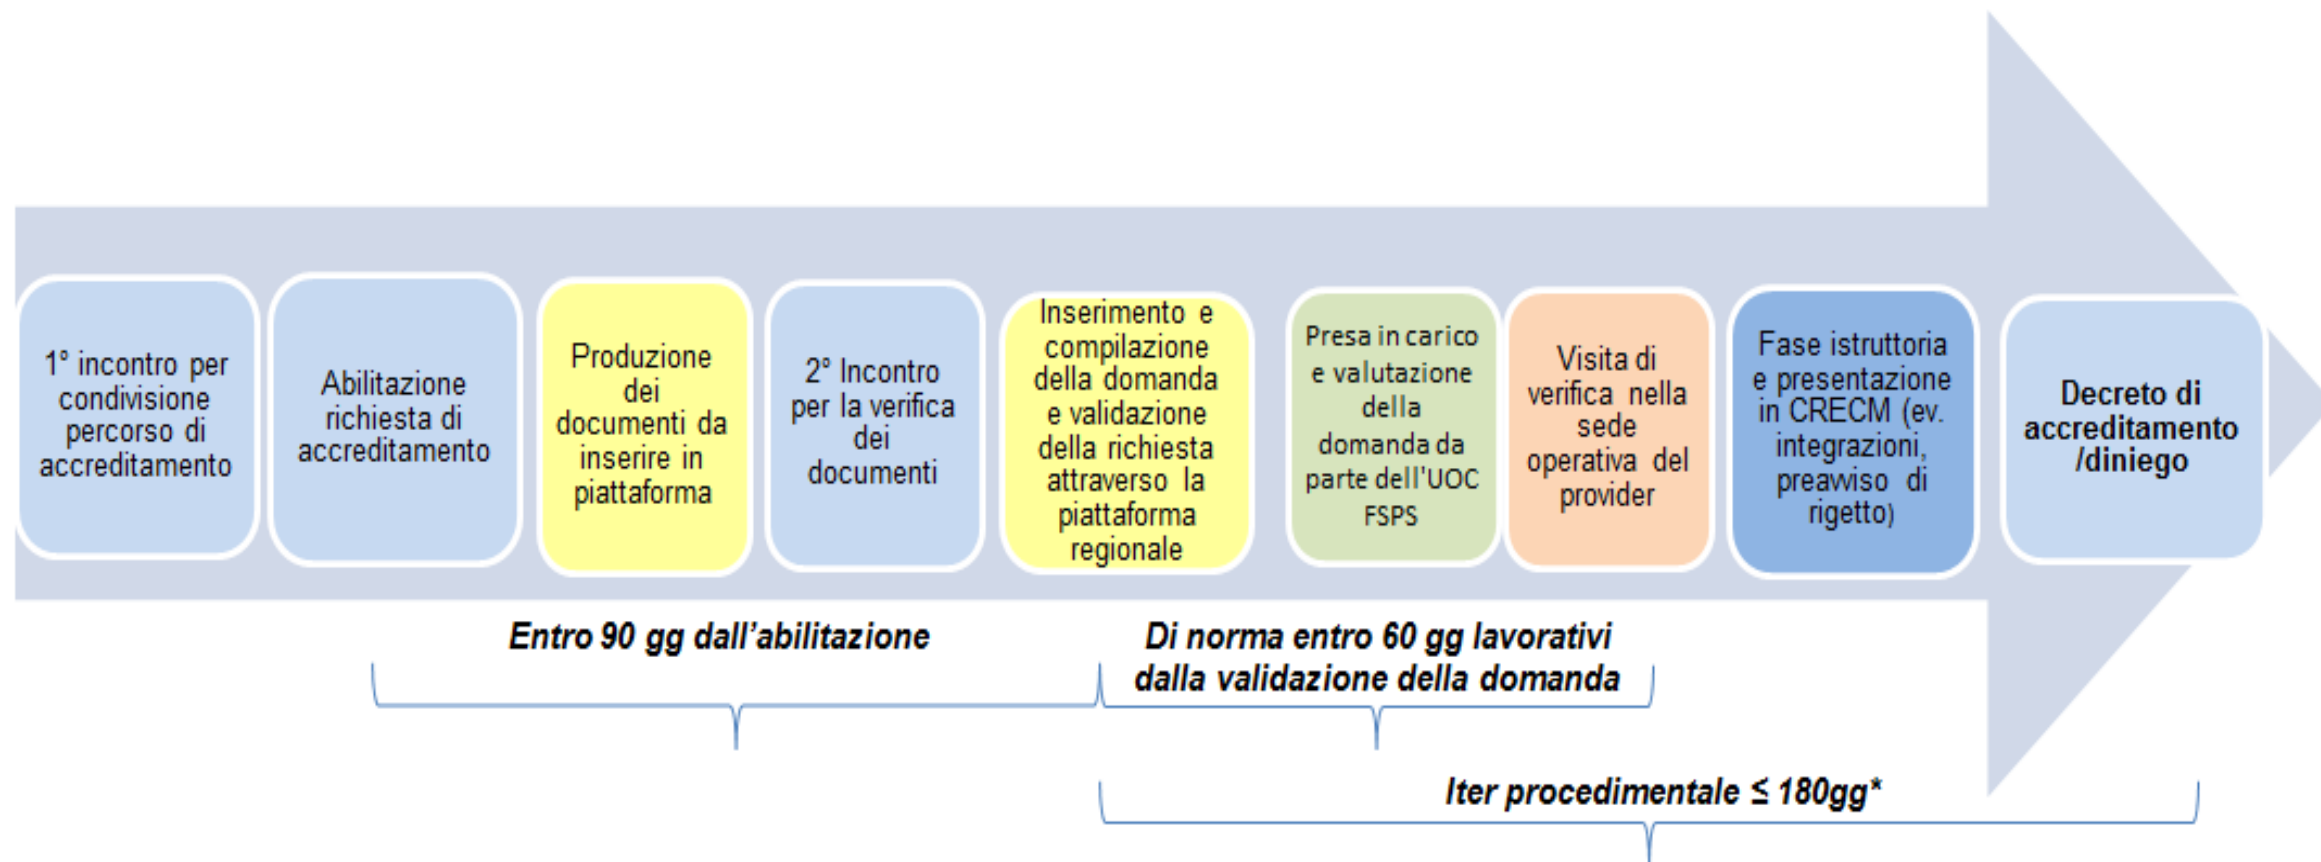 1° incontro per
condivisione
percorso di
accreditamento
Abilitazione
richiesta di
accreditamento
Produzione
dei
documenti da
inserire in
piattaforma
2° Incontro
per la verifica
dei
documenti
Inserimento e
compilazione
della domanda
e validazione
della richiesta
attraverso la
piattaforma
regionale
Presa in carico
e valutazione
della
domanda da
parte dell'UOC
FSPS
Visita di
verifica nella
sede
operativa del
provider
Fase istruttoria
e presentazione
in CRECM (ev.
integrazioni,
preavviso di
rigetto)
Decreto di
accreditamento
/diniego
Entro 90 gg dall'abilitazione
Di norma entro 60 gg lavorativi
dalla validazione della domanda
Iter procedimentale ≤ 180gg*